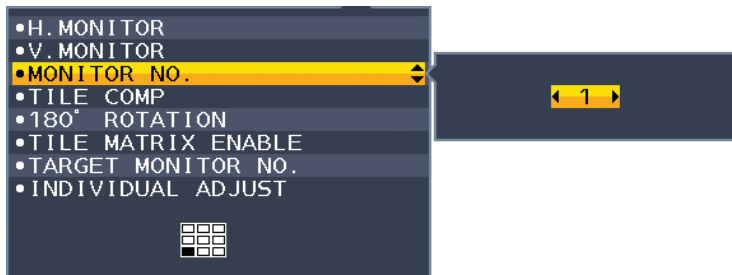 •H.MONITOR
•V.MONITOR
•MONITOR NO.
1
•TILE COMP
•180° ROTATION
•TILE MATRIX ENABLE
•TARGET MONITOR NO.
•INDIVIDUAL ADJUST